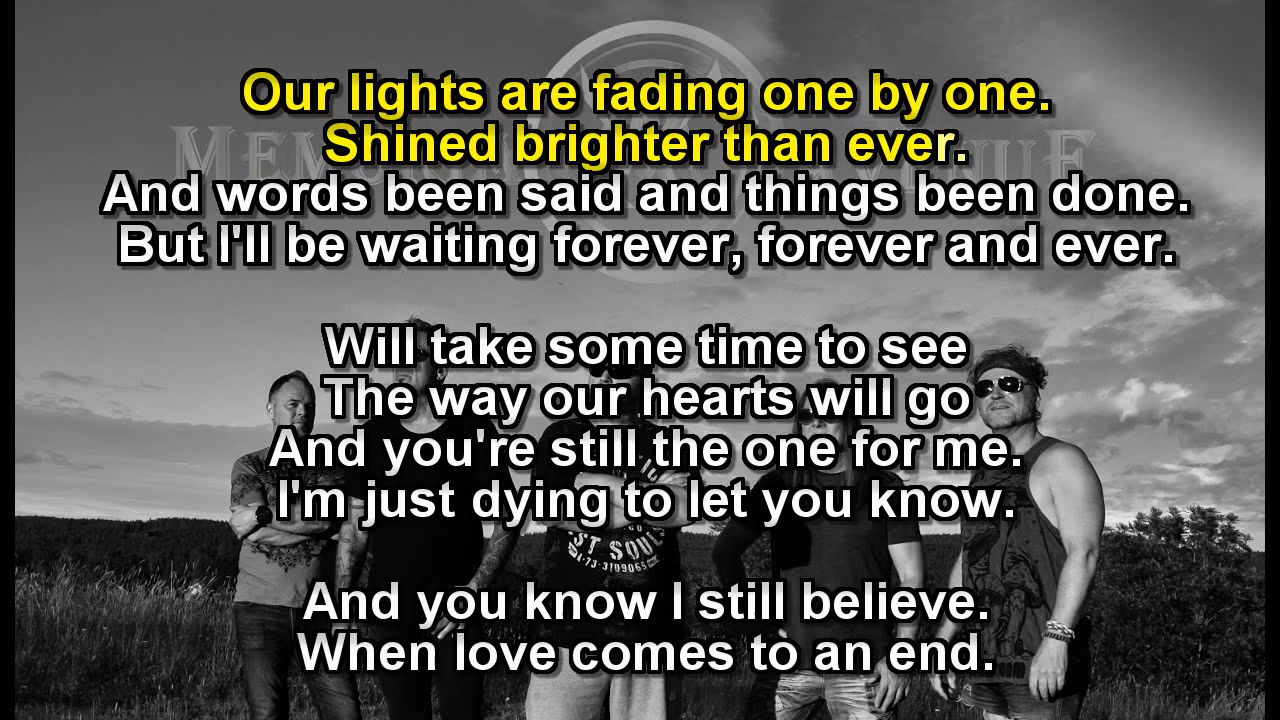 Our lights are fading one by one.
Shined brighter than ever.
And words been said and things been done.
But I'll be waiting forever, forever and ever.
Will take some time to see
The way our hearts will go
And you're still the one for me.
I'm just dying to let you know.
And you know I still believe.
When love comes to an end.